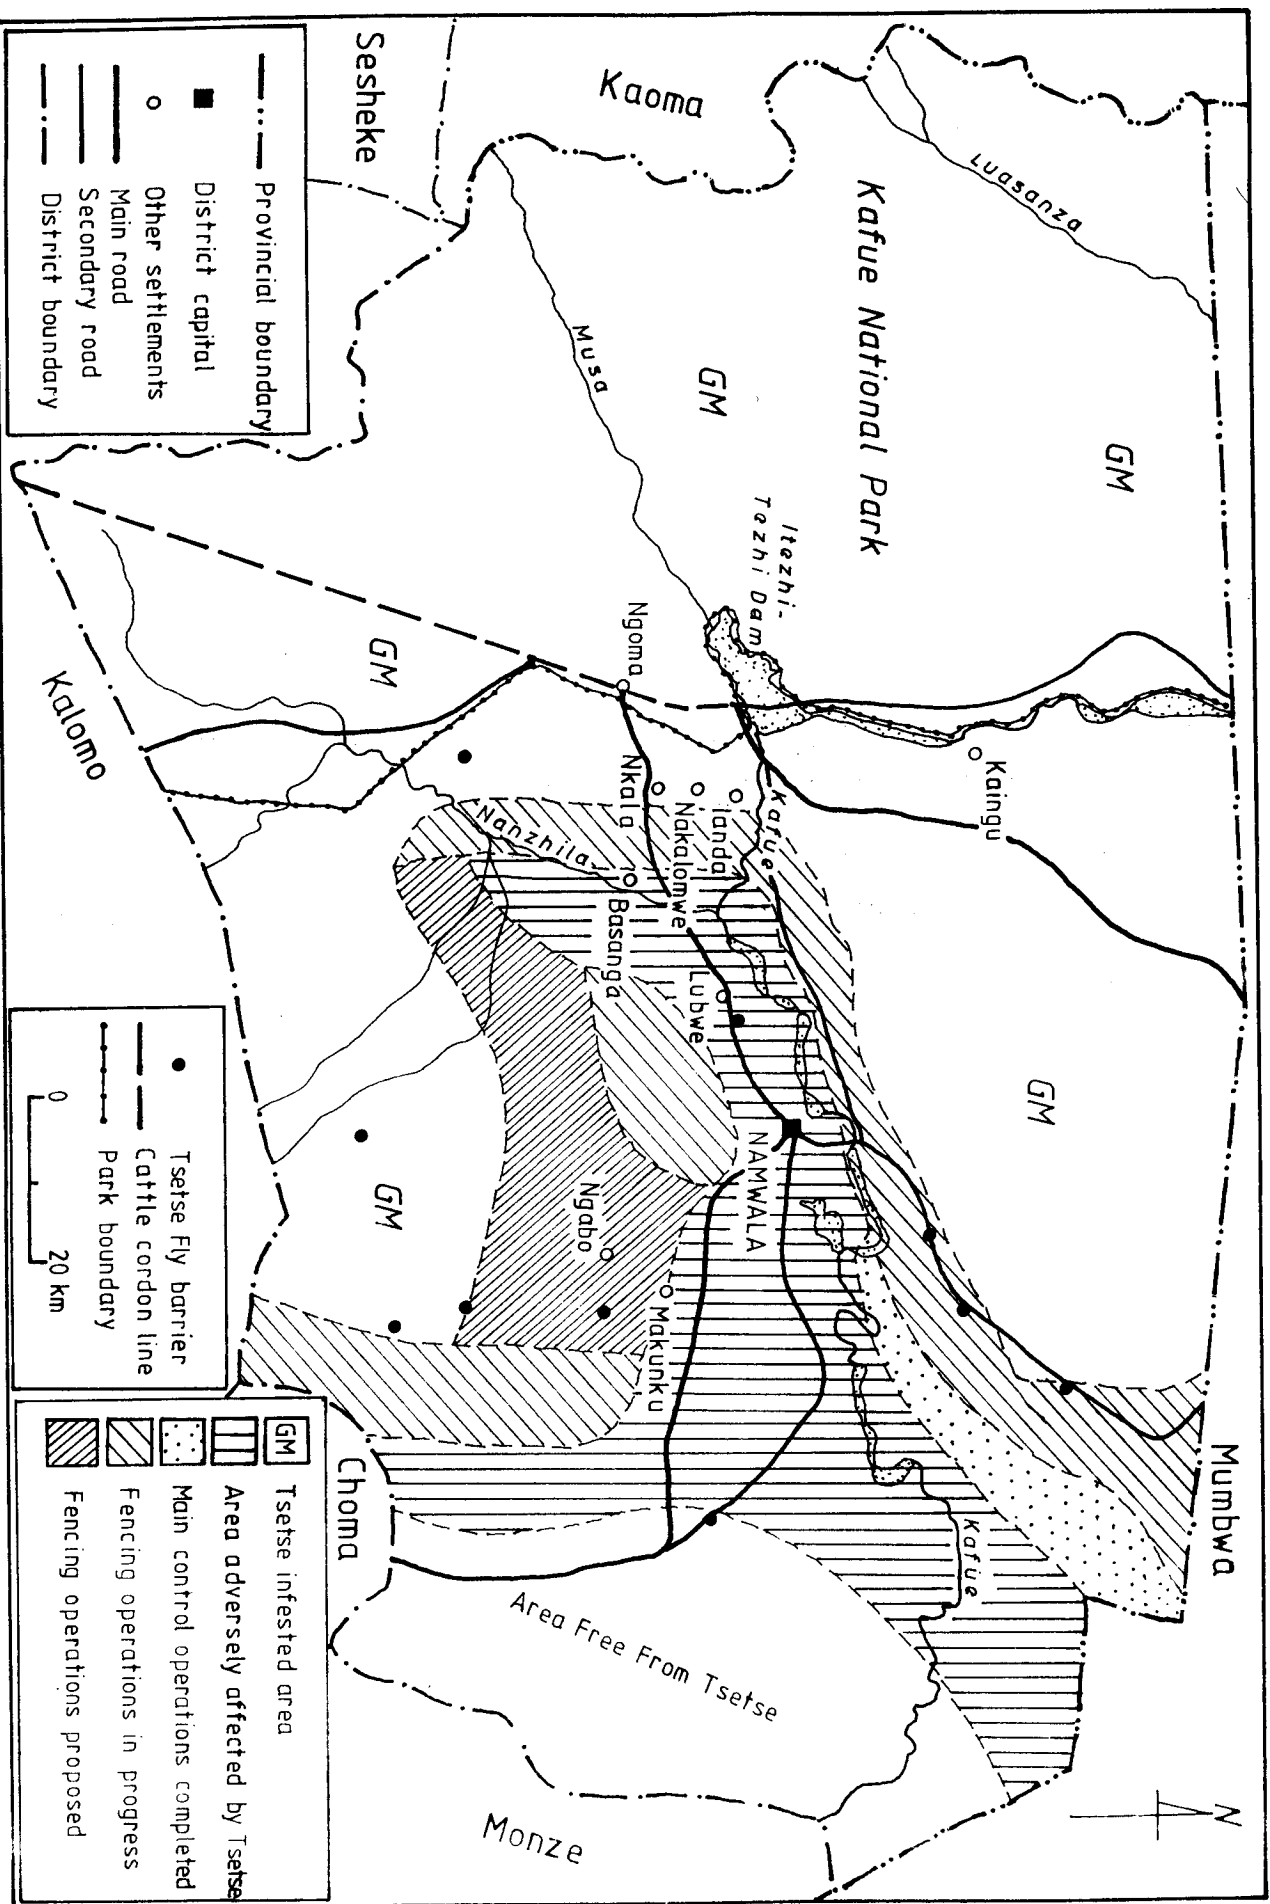 Mumbwa
N
Luasanza
GM
Kaingu
GM
Kafue National Park
Kaoma
GM
Itezhi-
Tezhi Dam
Kafue
Kafue
Musa
Ngoma
Nkala
Nakalomwe
Ianda
Nanzhila
Basanga
Lubwe
NAMWALA
Ngabo
Makunku
Area Free From Tsetse
Monze
Sesheke
GM
GM
Kalomo
Choma
Provincial boundary
District capital
Other settlements
Main road
Secondary road
District boundary
Tsetse Fly barrier
Cattle cordon line
Park boundary
0
20 km
GM
Tsetse infested area
Area adversely affected by Tsetse
Main control operations completed
Fencing operations in progress
Fencing operations proposed